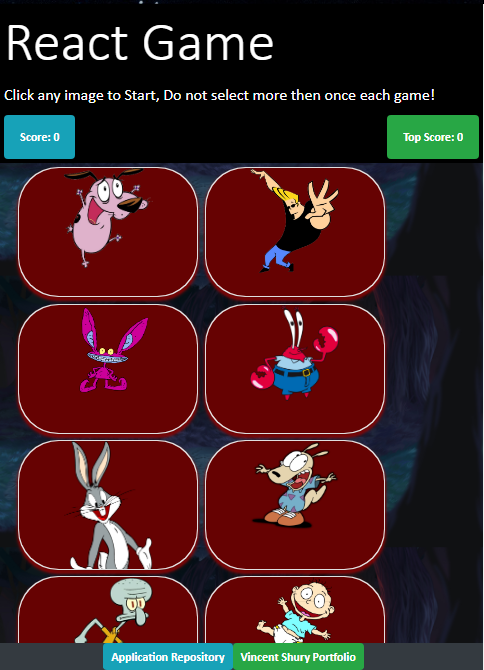 React Game
Click any image to Start, Do not select more then once each game!
Score: 0
Top Score: 0
Application Repository
Vincent Shury Portfolio